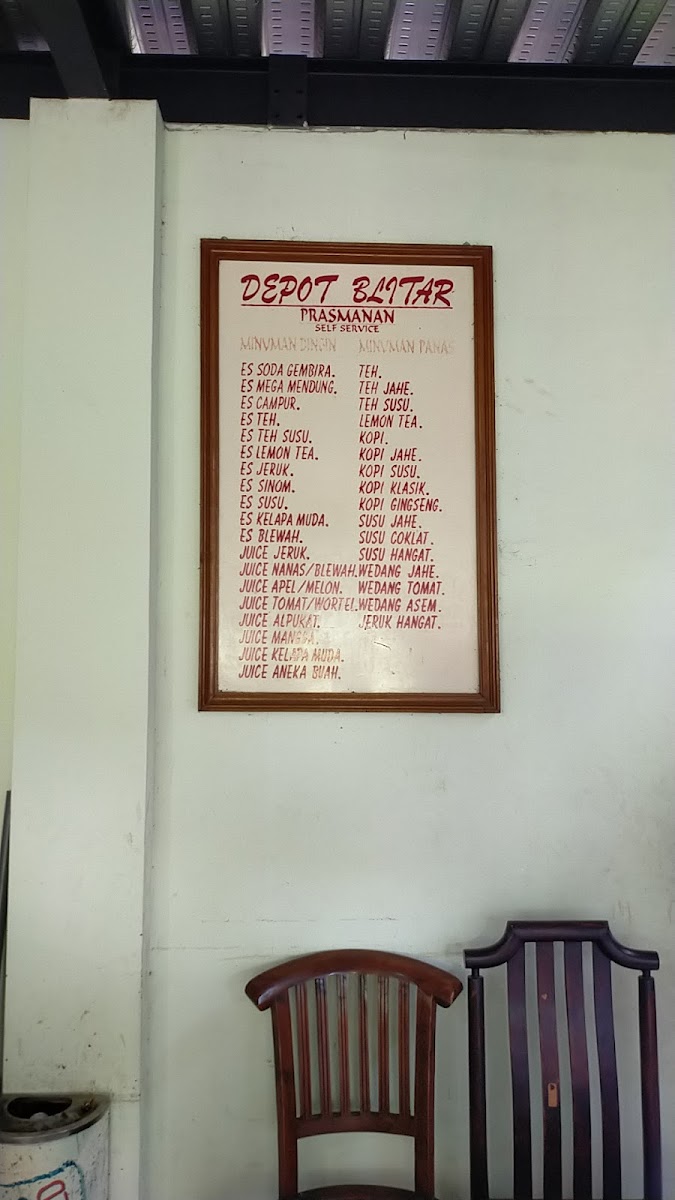 DEPOT BLITAR
PRASMANAN
SELF SERVICE
MINUMAN DINGIN
ES SODA GEMBIRA.
ES MEGA MENDUNG.
ES CAMPUR.
ES TEH.
ES TEH SUSU.
ES LEMON TEA.
ES JERUK.
ES SINOM.
ES SUSU.
ES KELAPA MUDA.
ES BLEWAH.
JUICE JERUK.
JUICE NANAS/BLEWAH.
JUICE APEL/MELON.
JUICE TOMAT/WORTEL.
JUICE ALPUKAT.
JUICE MANGGA.
JUICE KELAPA MUDA.
JUICE ANEKA BUAH.
MINUMAN PANAS
TEH.
TEH JAHE.
TEH SUSU.
LEMON TEA.
KOPI.
KOPI JAHE.
KOPI SUSU.
KOPI KLASIK.
KOPI GINGSENG.
SUSU JAHE.
SUSU COKLAT.
SUSU HANGAT.
WEDANG JAHE.
WEDANG TOMAT.
WEDANG ASEM.
JERUK HANGAT.